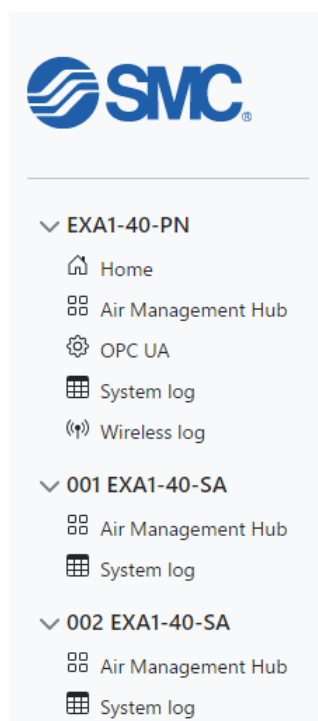 SMC®
EXA1-40-PN
Home
Air Management Hub
OPC UA
System log
Wireless log
001 EXA1-40-SA
Air Management Hub
System log
002 EXA1-40-SA
Air Management Hub
System log